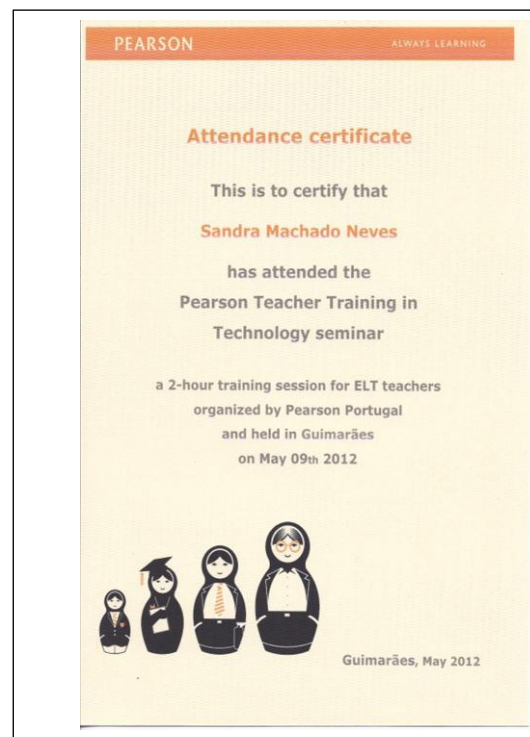 PEARSON
ALWAYS LEARNING
Attendance certificate
This is to certify that
Sandra Machado Neves
has attended the
Pearson Teacher Training in
Technology seminar
a 2-hour training session for ELT teachers
organized by Pearson Portugal
and held in Guimarães
on May 09th 2012
Guimarães, May 2012